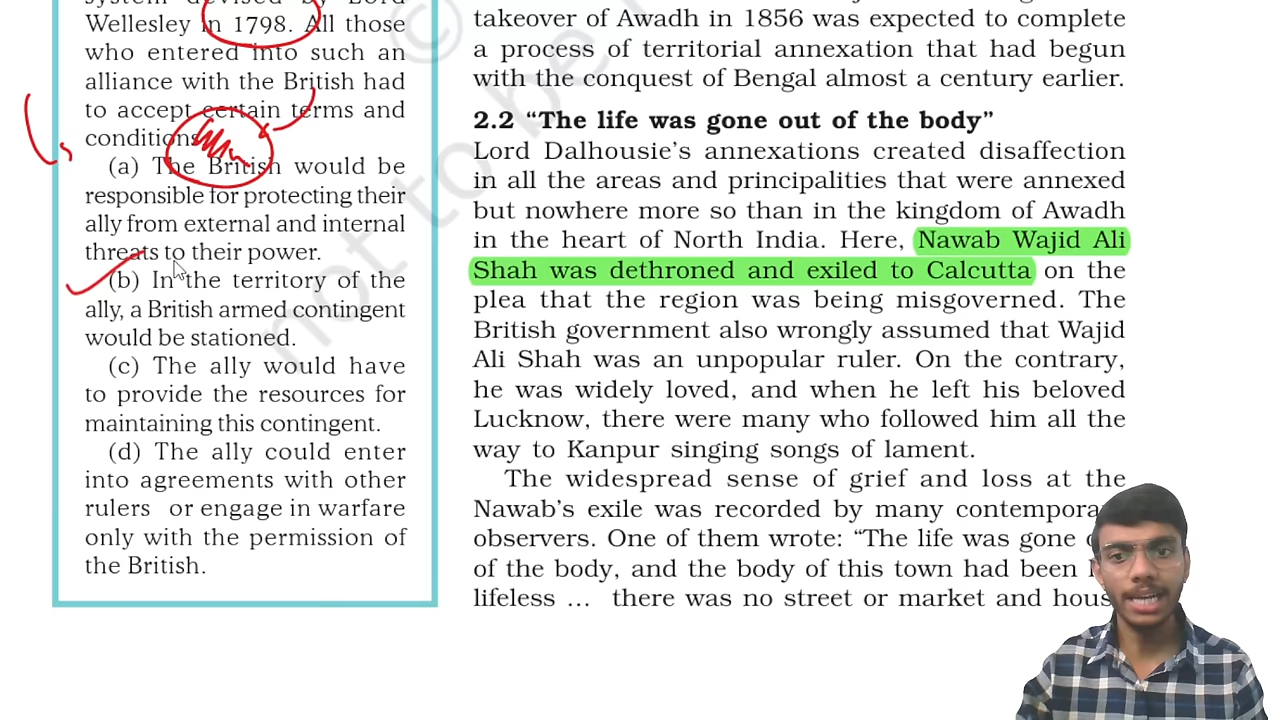 system devised by Lord
Wellesley in 1798. All those
who entered into such an
alliance with the British had
to accept certain terms and
conditions
(a) The British would be
responsible for protecting their
ally from external and internal
threats to their power.
(b) In the territory of the
ally, a British armed contingent
would be stationed.
(c) The ally would have
to provide the resources for
maintaining this contingent.
(d) The ally could enter
into agreements with other
rulers or engage in warfare
only with the permission of
the British.
takeover of Awadh in 1856 was expected to complete
a process of territorial annexation that had begun
with the conquest of Bengal almost a century earlier.
2.2 “The life was gone out of the body”
Lord Dalhousie’s annexations created disaffection
in all the areas and principalities that were annexed
but nowhere more so than in the kingdom of Awadh
in the heart of North India. Here, Nawab Wajid Ali
Shah was dethroned and exiled to Calcutta on the
plea that the region was being misgoverned. The
British government also wrongly assumed that Wajid
Ali Shah was an unpopular ruler. On the contrary,
he was widely loved, and when he left his beloved
Lucknow, there were many who followed him all the
way to Kanpur singing songs of lament.
The widespread sense of grief and loss at the
Nawab’s exile was recorded by many contempora
observers. One of them wrote: “The life was gone
of the body, and the body of this town had been
lifeless … there was no street or market and hous
© not to be